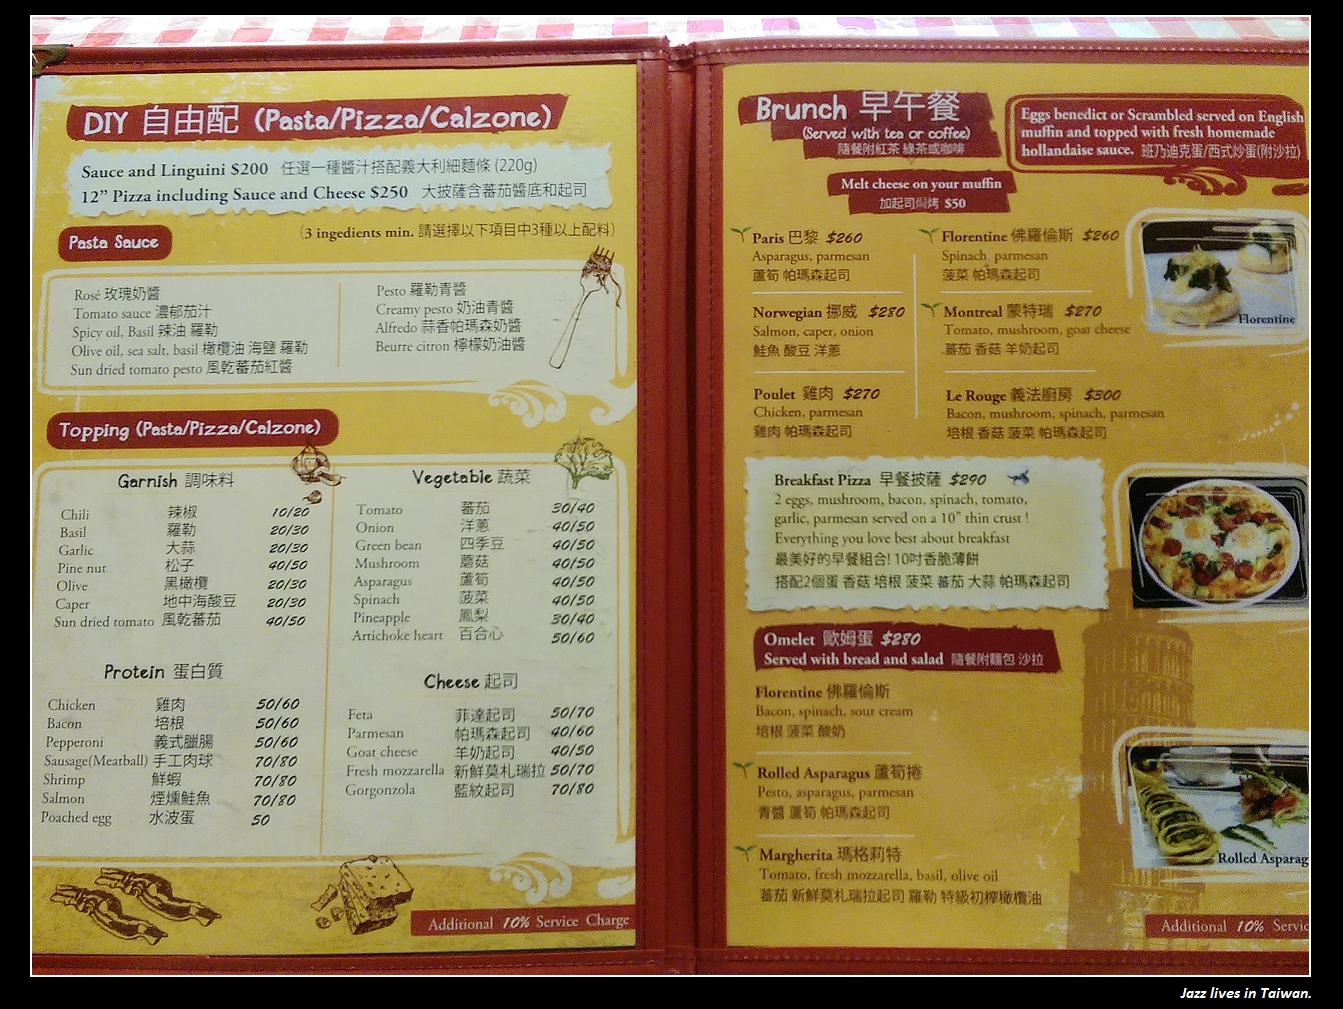 DIY 自由配 (Pasta/Pizza/Calzone)
Sauce and Linguini $200 任選一種醬汁搭配義大利細麵條 (220g)
12” Pizza including Sauce and Cheese $250 大披薩含蕃茄醬底和起司
Pasta Sauce
(3 ingedients min. 請選擇以下項目中3種以上配料)
Rosé 玫瑰奶醬
Tomato sauce 濃郁茄汁
Spicy oil, Basil 辣油 羅勒
Olive oil, sea salt, basil 橄欖油 海鹽 羅勒
Sun dried tomato pesto 風乾蕃茄紅醬
Pesto 羅勒青醬
Creamy pesto 奶油青醬
Alfredo 蒜香帕瑪森奶醬
Beurre citron 檸檬奶油醬
Topping (Pasta/Pizza/Calzone)
Garnish 調味料
Chili 辣椒 10/20
Basil 羅勒 20/30
Garlic 大蒜 20/30
Pine nut 松子 40/50
Olive 黑橄欖 20/30
Caper 地中海酸豆 20/30
Sun dried tomato 風乾蕃茄 40/50
Protein 蛋白質
Chicken 雞肉 50/60
Bacon 培根 50/60
Pepperoni 義式臘腸 50/60
Sausage(Meatball) 手工肉球 70/80
Shrimp 鮮蝦 70/80
Salmon 煙燻鮭魚 70/80
Poached egg 水波蛋 50
Vegetable 蔬菜
Tomato 蕃茄 30/40
Onion 洋蔥 40/50
Green bean 四季豆 40/50
Mushroom 蘑菇 40/50
Asparagus 蘆筍 40/50
Spinach 菠菜 40/50
Pineapple 鳳梨 30/40
Artichoke heart 百合心 50/60
Cheese 起司
Feta 菲達起司 50/70
Parmesan 帕瑪森起司 40/60
Goat cheese 羊奶起司 40/50
Fresh mozzarella 新鮮莫札瑞拉 50/70
Gorgonzola 藍紋起司 70/80
Additional 10% Service Charge
Brunch 早午餐
(Served with tea or coffee)
隨餐附紅茶 綠茶或咖啡
Eggs benedict or Scrambled served on English
muffin and topped with fresh homemade
hollandaise sauce. 班乃迪克蛋/西式炒蛋(附沙拉)
Melt cheese on your muffin
加起司焗烤 $50
Paris 巴黎 $260
Asparagus, parmesan
蘆筍 帕瑪森起司
Florentine 佛羅倫斯 $260
Spinach, parmesan
菠菜 帕瑪森起司
Norwegian 挪威 $280
Salmon, caper, onion
鮭魚 酸豆 洋蔥
Montreal 蒙特瑞 $270
Tomato, mushroom, goat cheese
蕃茄 香菇 羊奶起司
Poulet 雞肉 $270
Chicken, parmesan
雞肉 帕瑪森起司
Le Rouge 義法廚房 $300
Bacon, mushroom, spinach, parmesan
培根 香菇 菠菜 帕瑪森起司
Florentine
Breakfast Pizza 早餐披薩 $290
2 eggs, mushroom, bacon, spinach, tomato,
garlic, parmesan served on a 10” thin crust !
Everything you love best about breakfast
最美好的早餐組合! 10吋香脆薄餅
搭配2個蛋 香菇 培根 菠菜 蕃茄 大蒜 帕瑪森起司
Omelet 歐姆蛋 $280
Served with bread and salad 隨餐附麵包 沙拉
Florentine 佛羅倫斯
Bacon, spinach, sour cream
培根 菠菜 酸奶
Rolled Asparagus 蘆筍捲
Pesto, asparagus, parmesan
青醬 蘆筍 帕瑪森起司
Margherita 瑪格莉特
Tomato, fresh mozzarella, basil, olive oil
蕃茄 新鮮莫札瑞拉起司 羅勒 特級初榨橄欖油
Rolled Asparag
Additional 10% Servic
Jazz lives in Taiwan.